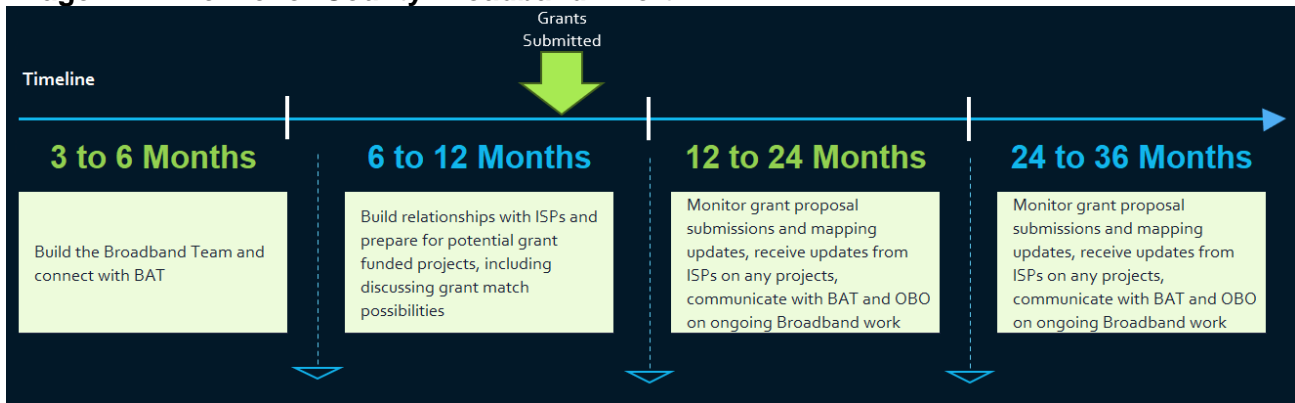 Grants
Submitted
Timeline
3 to 6 Months
Build the Broadband Team and
connect with BAT
6 to 12 Months
Build relationships with ISPs and
prepare for potential grant
funded projects, including
discussing grant match
possibilities
12 to 24 Months
Monitor grant proposal
submissions and mapping
updates, receive updates from
ISPs on any projects,
communicate with BAT and OBO
on ongoing Broadband work
24 to 36 Months
Monitor grant proposal
submissions and mapping
updates, receive updates from
ISPs on any projects,
communicate with BAT and OBO
on ongoing Broadband work